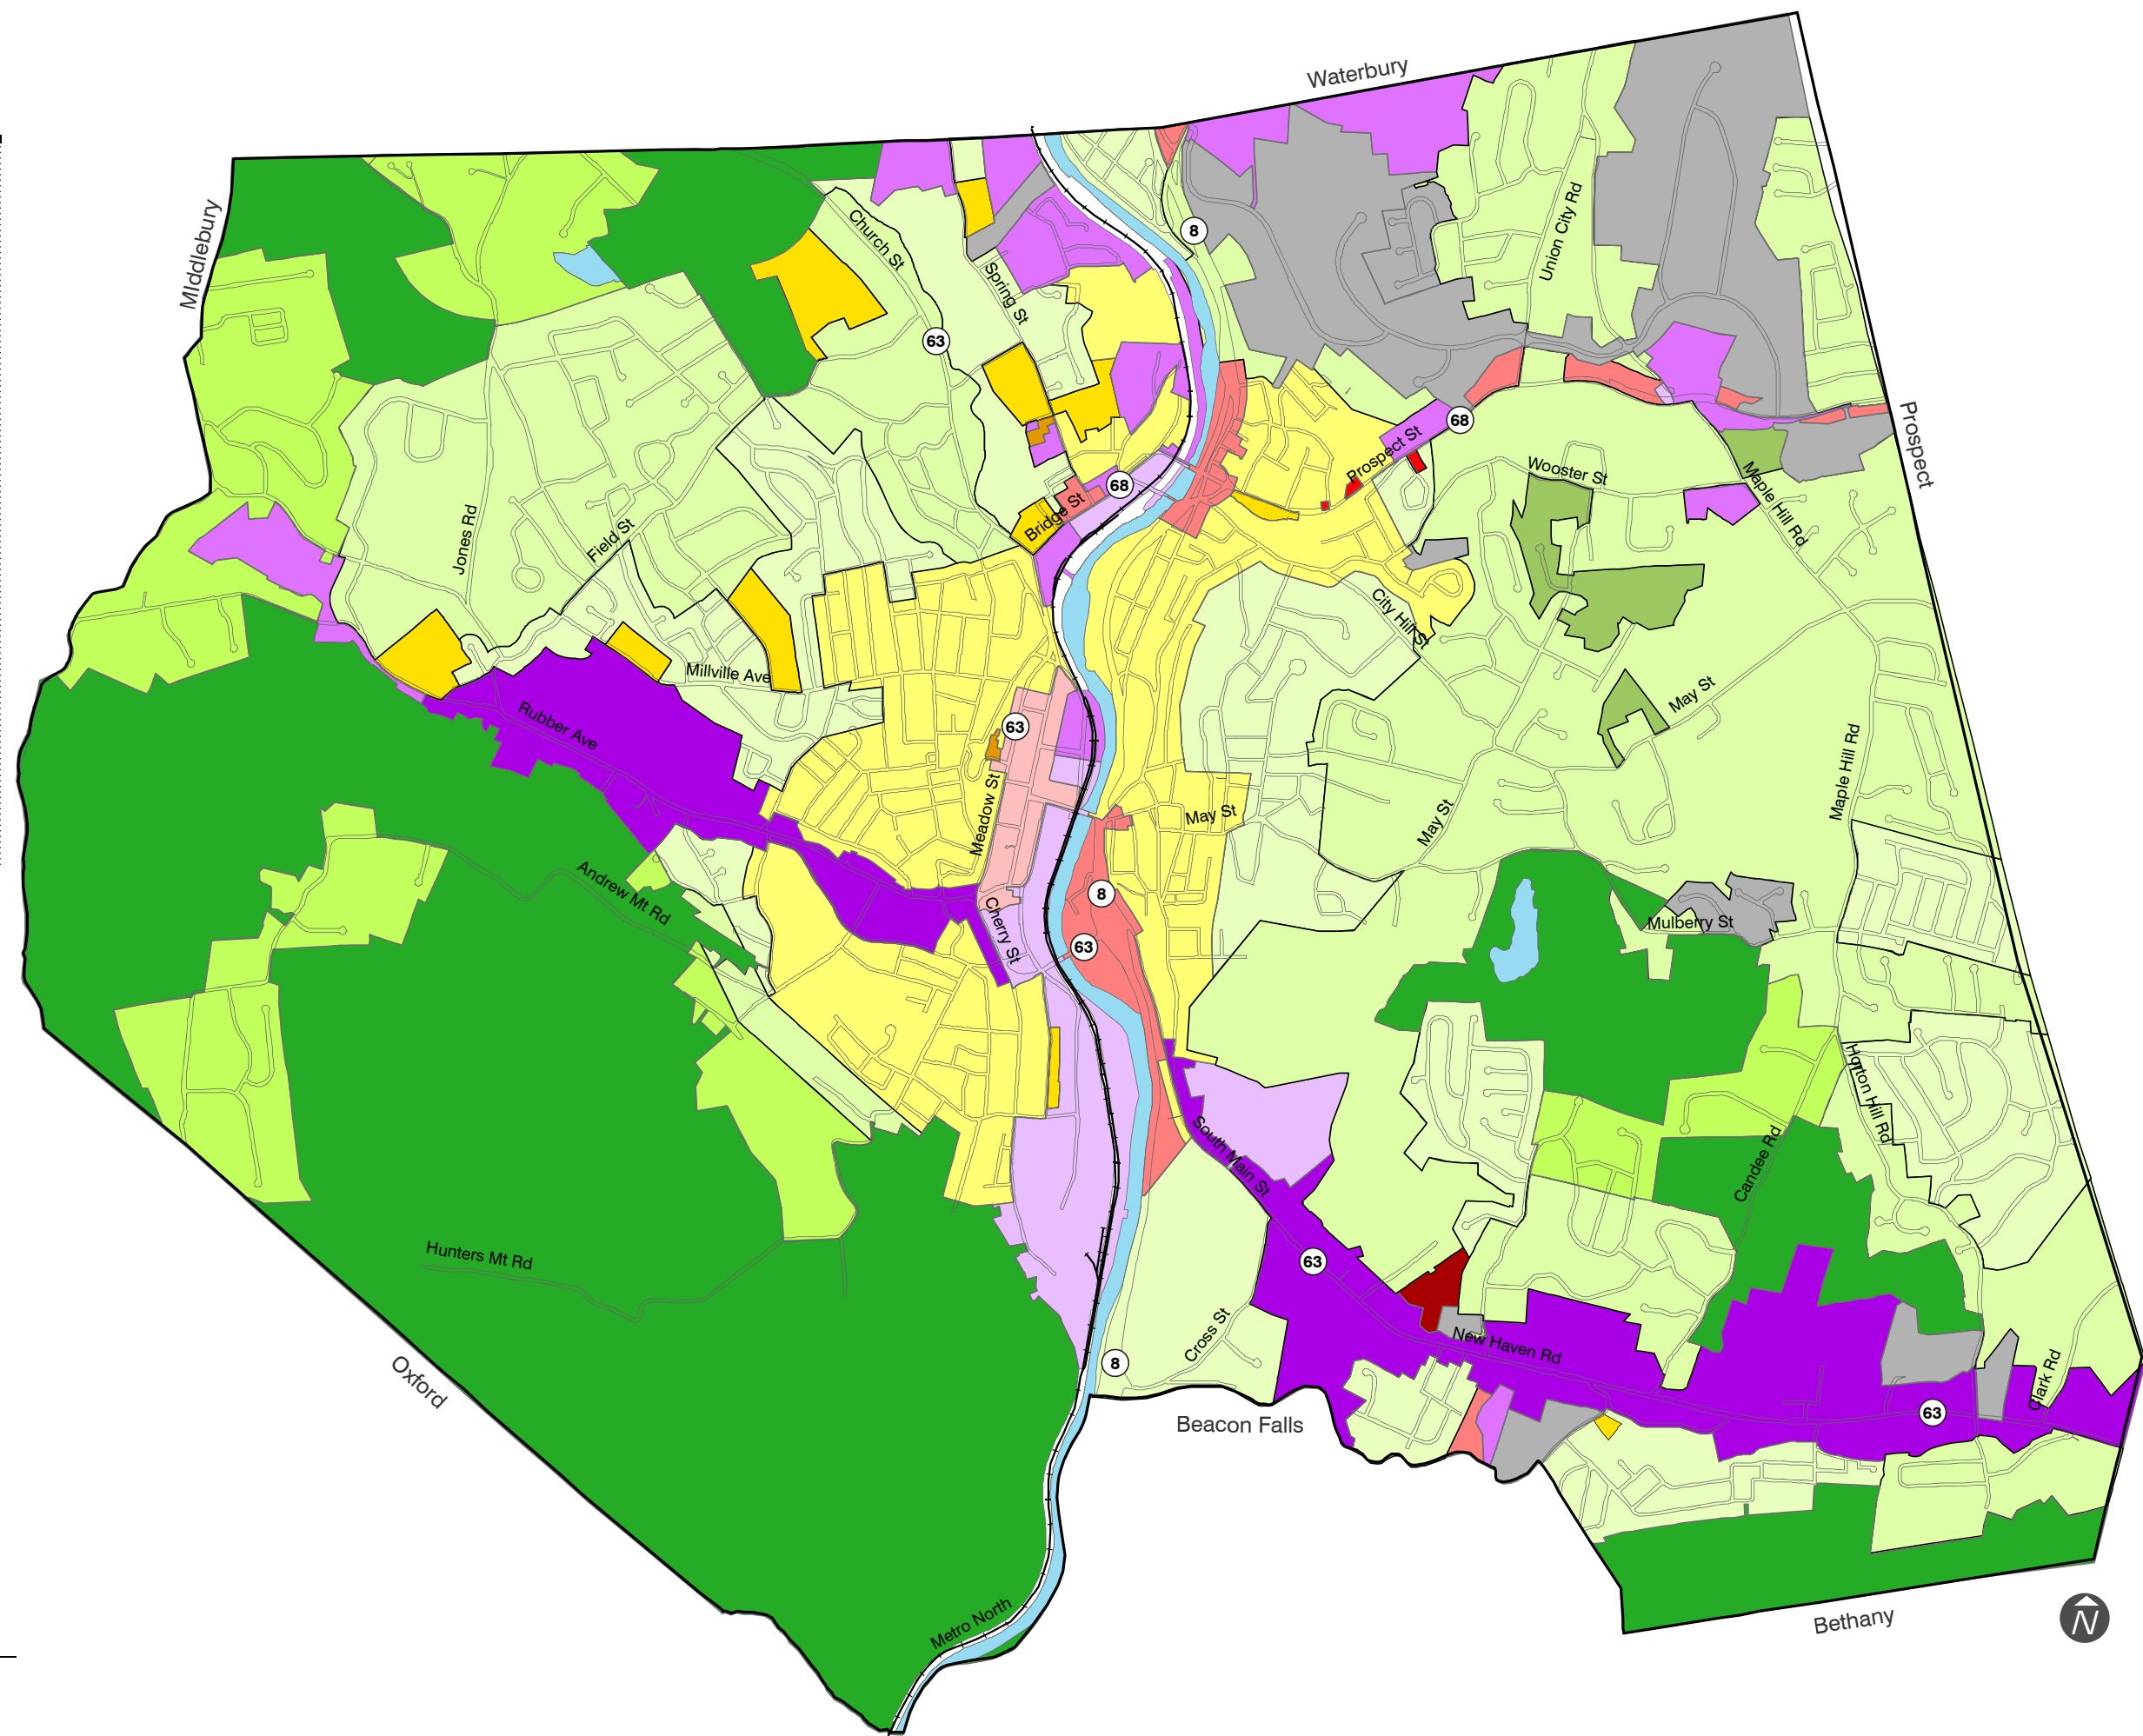 Waterbury
MIddlebury
Church St
Union City Rd
8
Spring St
63
Prospect
68
Prospect St
Wooster St
Maple Hill Rd
68
Bridge St
Jones Rd
Field St
City Hill St
Millville Ave
May St
Rubber Ave
63
Meadow St
May St
May St
Maple Hill Rd
Andrew Mt Rd
8
Cherry St
63
Mulberry St
Horton Hill Rd
South Main St
Candee Rd
Hunters Mt Rd
63
Cross St
New Haven Rd
8
Clark Rd
Oxford
Beacon Falls
63
Metro North
Bethany
N